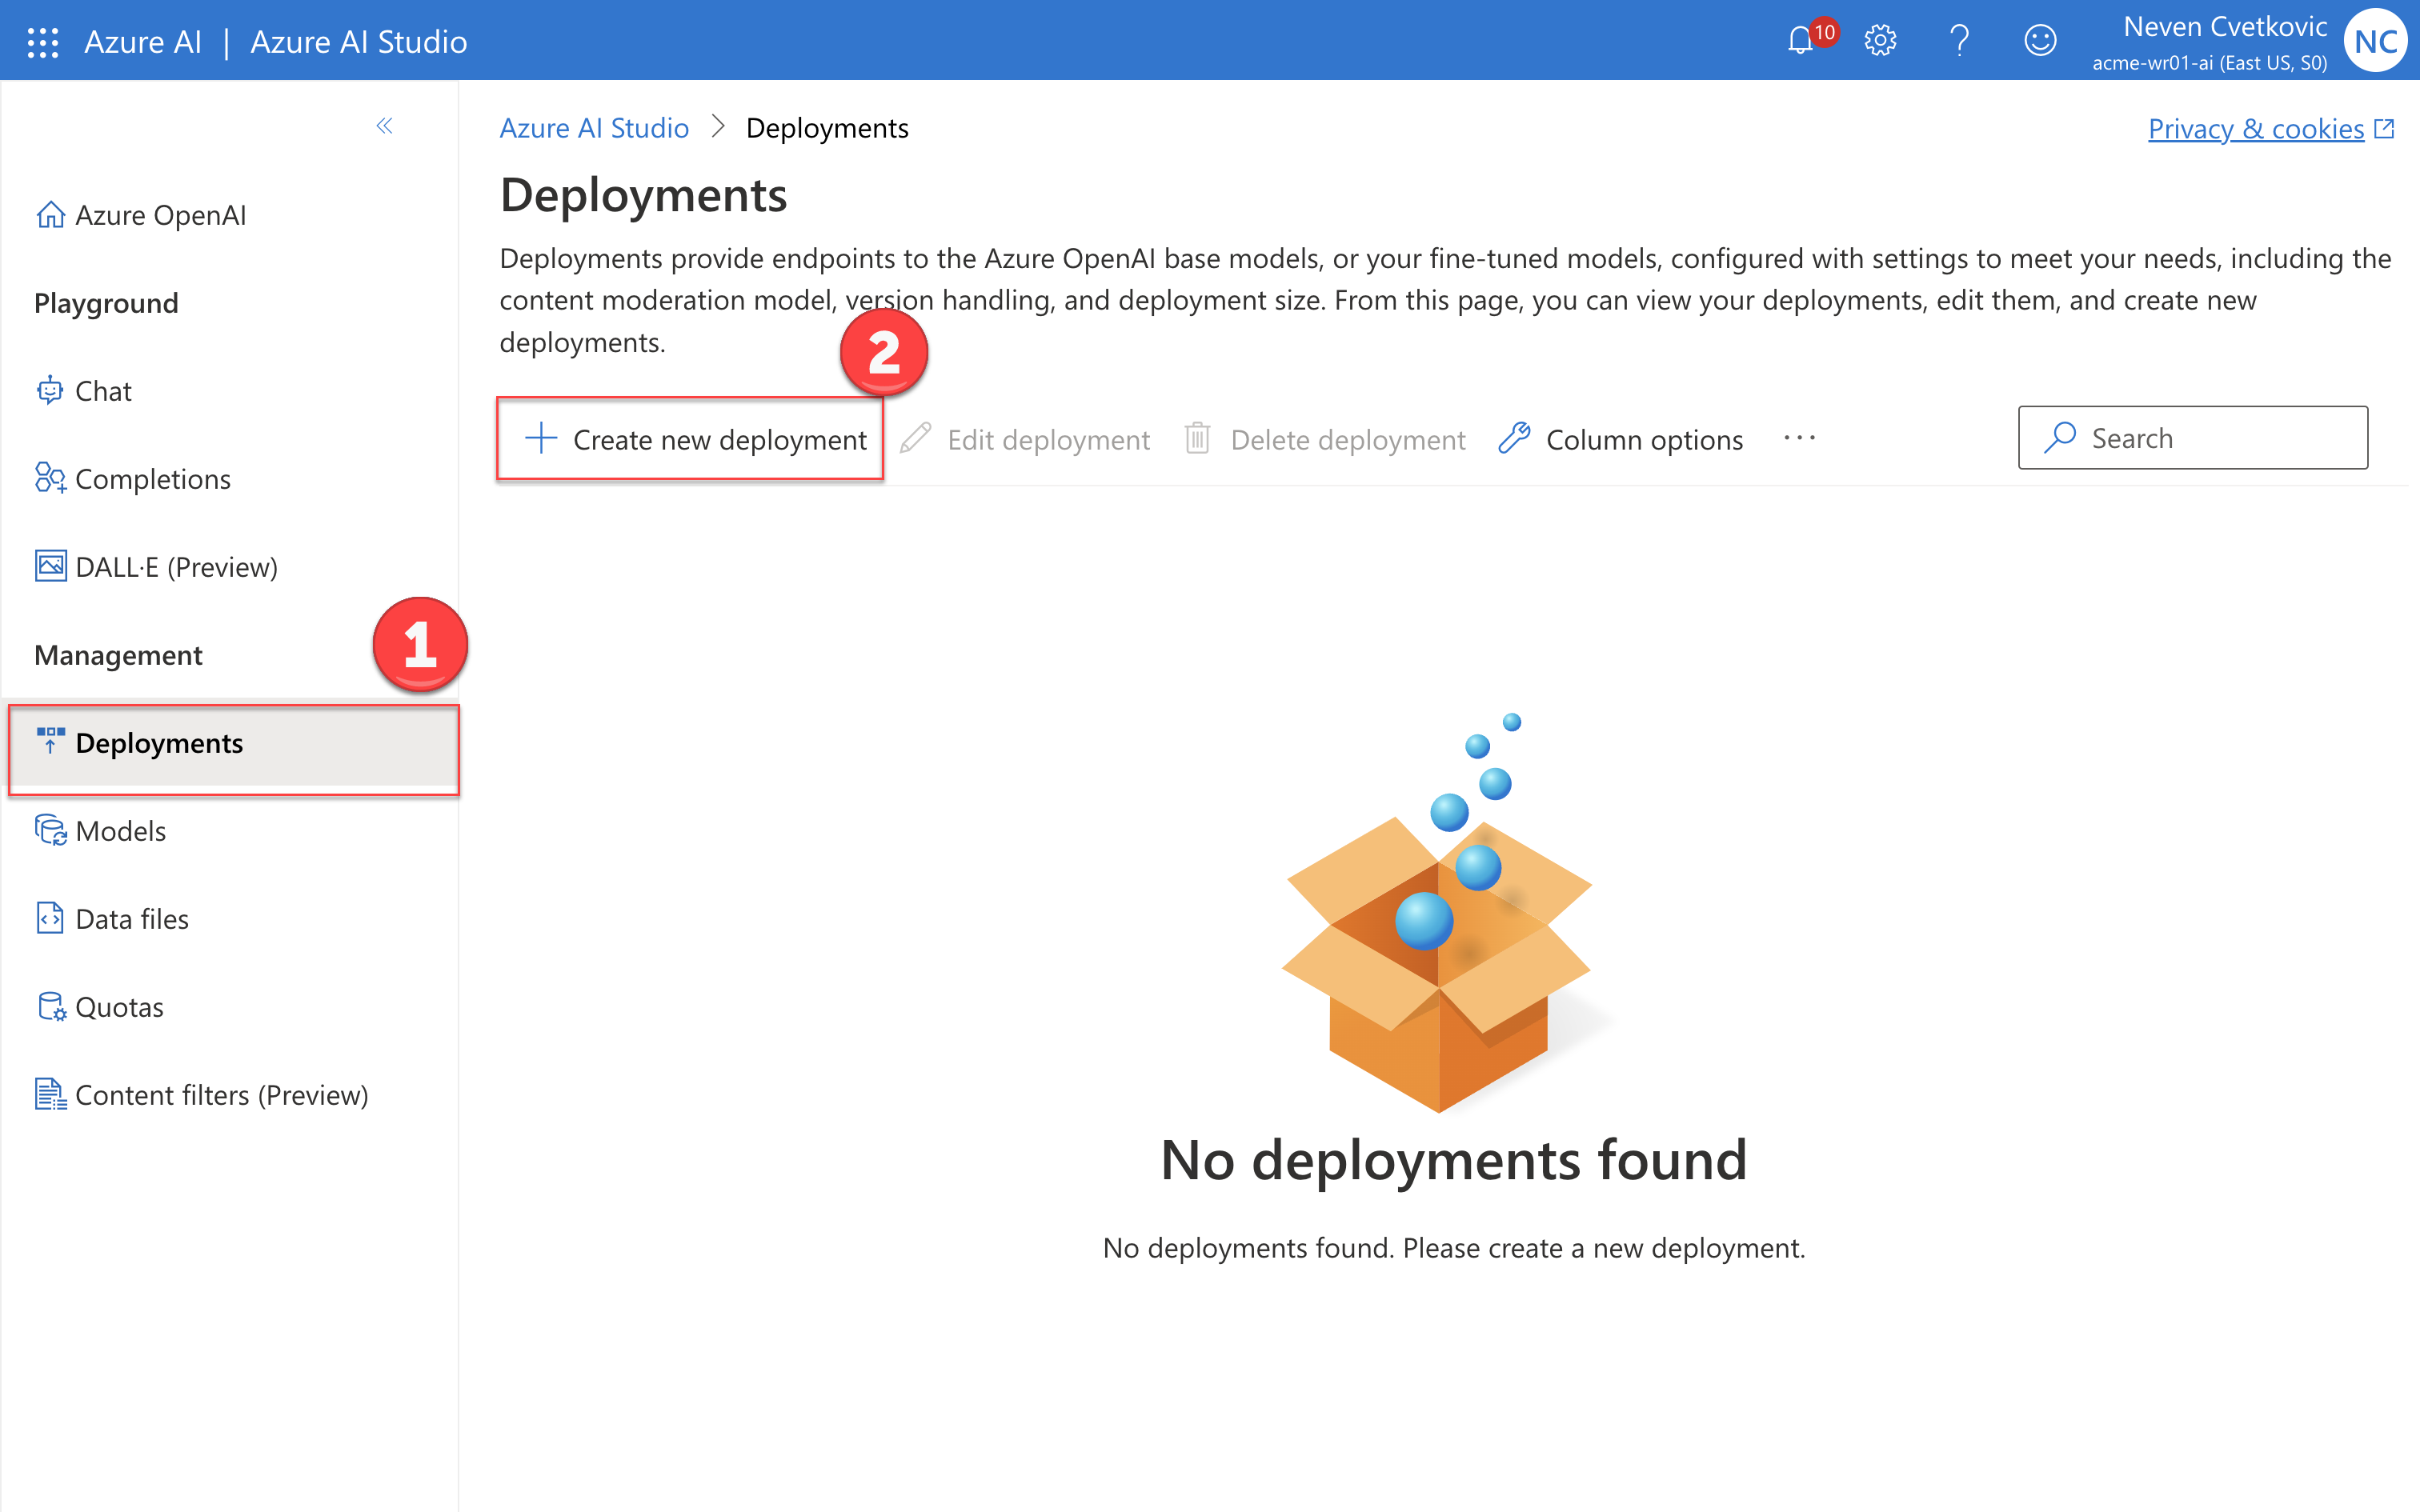 Azure AI | Azure AI Studio
10
Neven Cvetkovic
acme-wr01-ai (East US, S0)
NC
Azure OpenAI
Playground
Chat
Completions
DALL·E (Preview)
Management
1
Deployments
Models
Data files
Quotas
Content filters (Preview)
Azure AI Studio > Deployments
Privacy & cookies
Deployments
Deployments provide endpoints to the Azure OpenAI base models, or your fine-tuned models, configured with settings to meet your needs, including the
content moderation model, version handling, and deployment size. From this page, you can view your deployments, edit them, and create new
deployments.
2
Create new deployment
Edit deployment
Delete deployment
Column options
Search
No deployments found
No deployments found. Please create a new deployment.